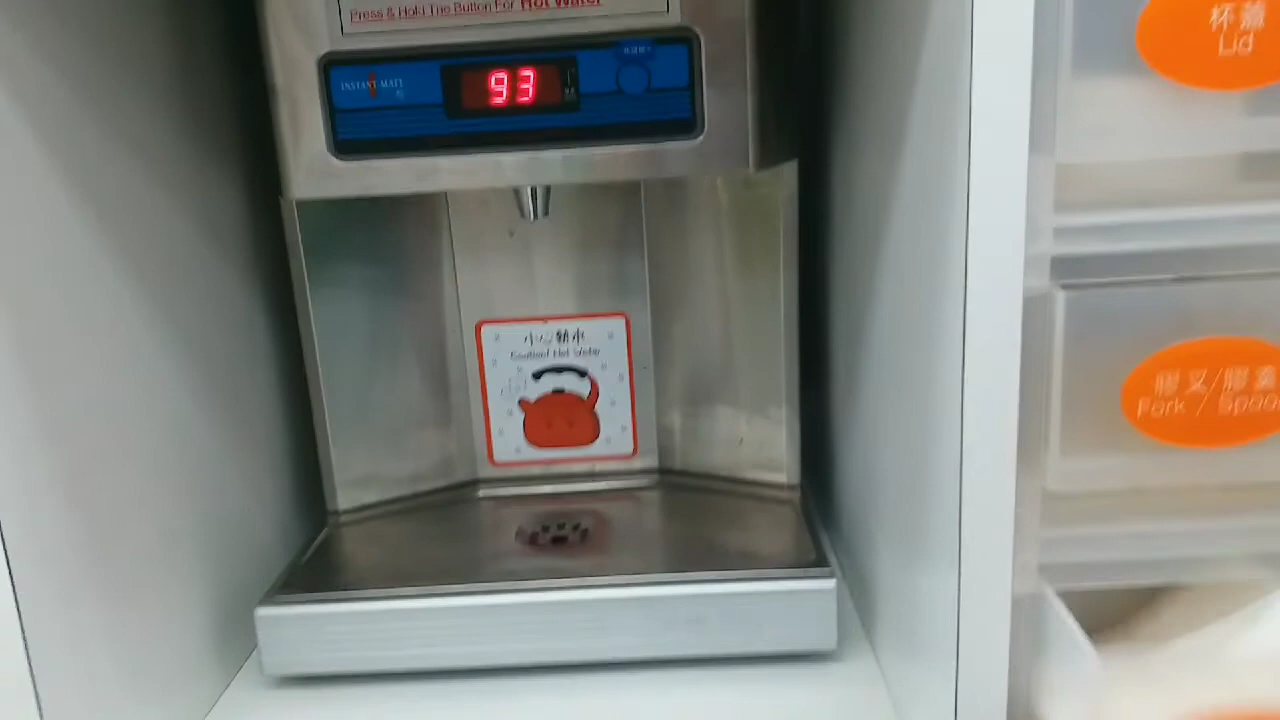 Press & Hold The Button For Hot Water
INSTANT MATE
93
小心熱水
Caution! Hot Water
杯蓋
Lid
膠叉/膠羹
Fork / Spoon